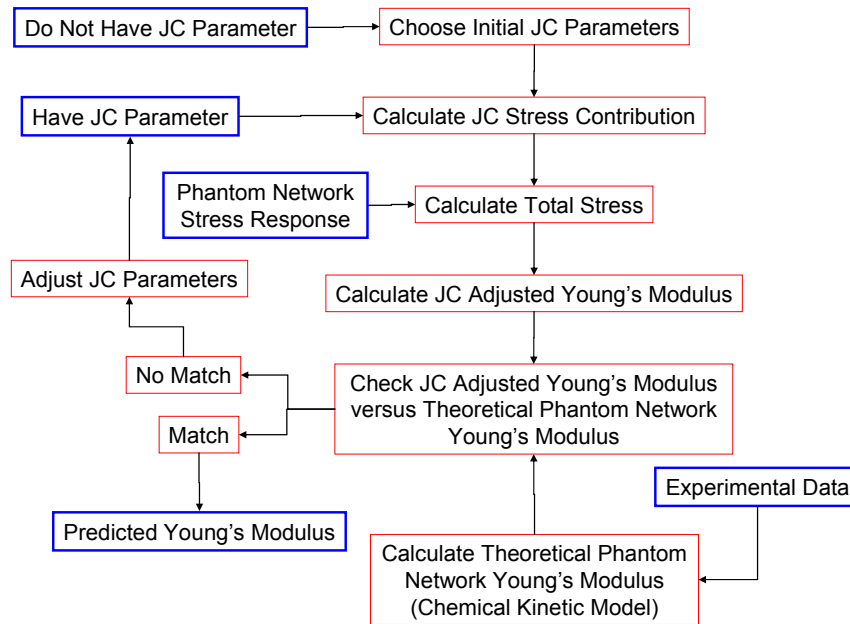 Do Not Have JC Parameter
Choose Initial JC Parameters
Have JC Parameter
Calculate JC Stress Contribution
Phantom Network
Stress Response
Calculate Total Stress
Adjust JC Parameters
Calculate JC Adjusted Young's Modulus
No Match
Check JC Adjusted Young's Modulus
versus Theoretical Phantom Network
Young's Modulus
Match
Experimental Data
Predicted Young's Modulus
Calculate Theoretical Phantom
Network Young's Modulus
(Chemical Kinetic Model)